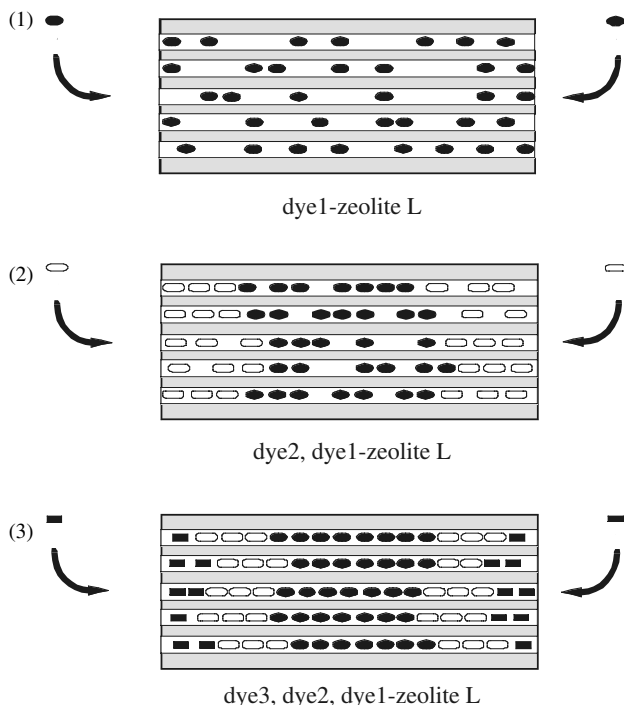 (1)
dye1-zeolite L
(2)
dye2, dye1-zeolite L
(3)
dye3, dye2, dye1-zeolite L